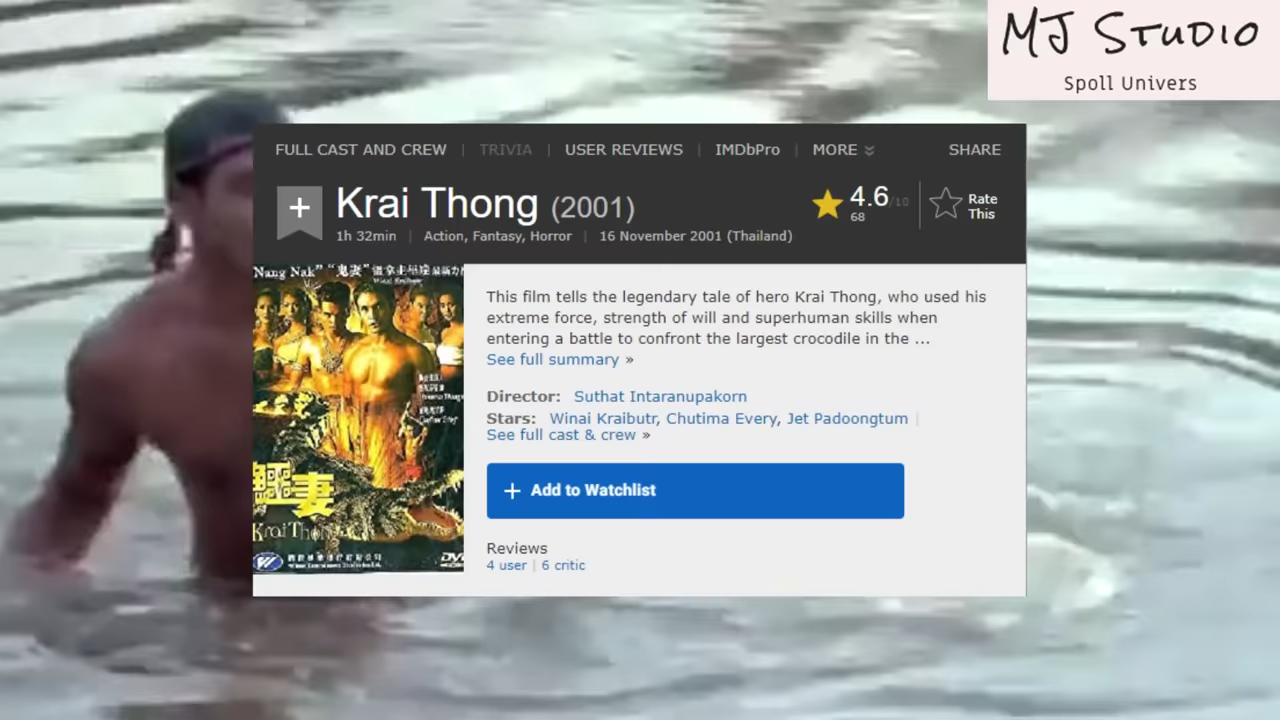 MJ STUDIO
Spoll Univers
FULL CAST AND CREW | TRIVIA | USER REVIEWS | IMDbPro | MORE SHARE
+ Krai Thong (2001) 4.6/10
68
Rate
This
1h 32min | Action, Fantasy, Horror | 16 November 2001 (Thailand)
Nang Nak
鱷妻
Krai Thong
DVD
This film tells the legendary tale of hero Krai Thong, who used his
extreme force, strength of will and superhuman skills when
entering a battle to confront the largest crocodile in the ...
See full summary »
Director: Suthat Intaranupakorn
Stars: Winai Kraibutr, Chutima Every, Jet Padoongtum |
See full cast & crew »
+ Add to Watchlist
Reviews
4 user | 6 critic